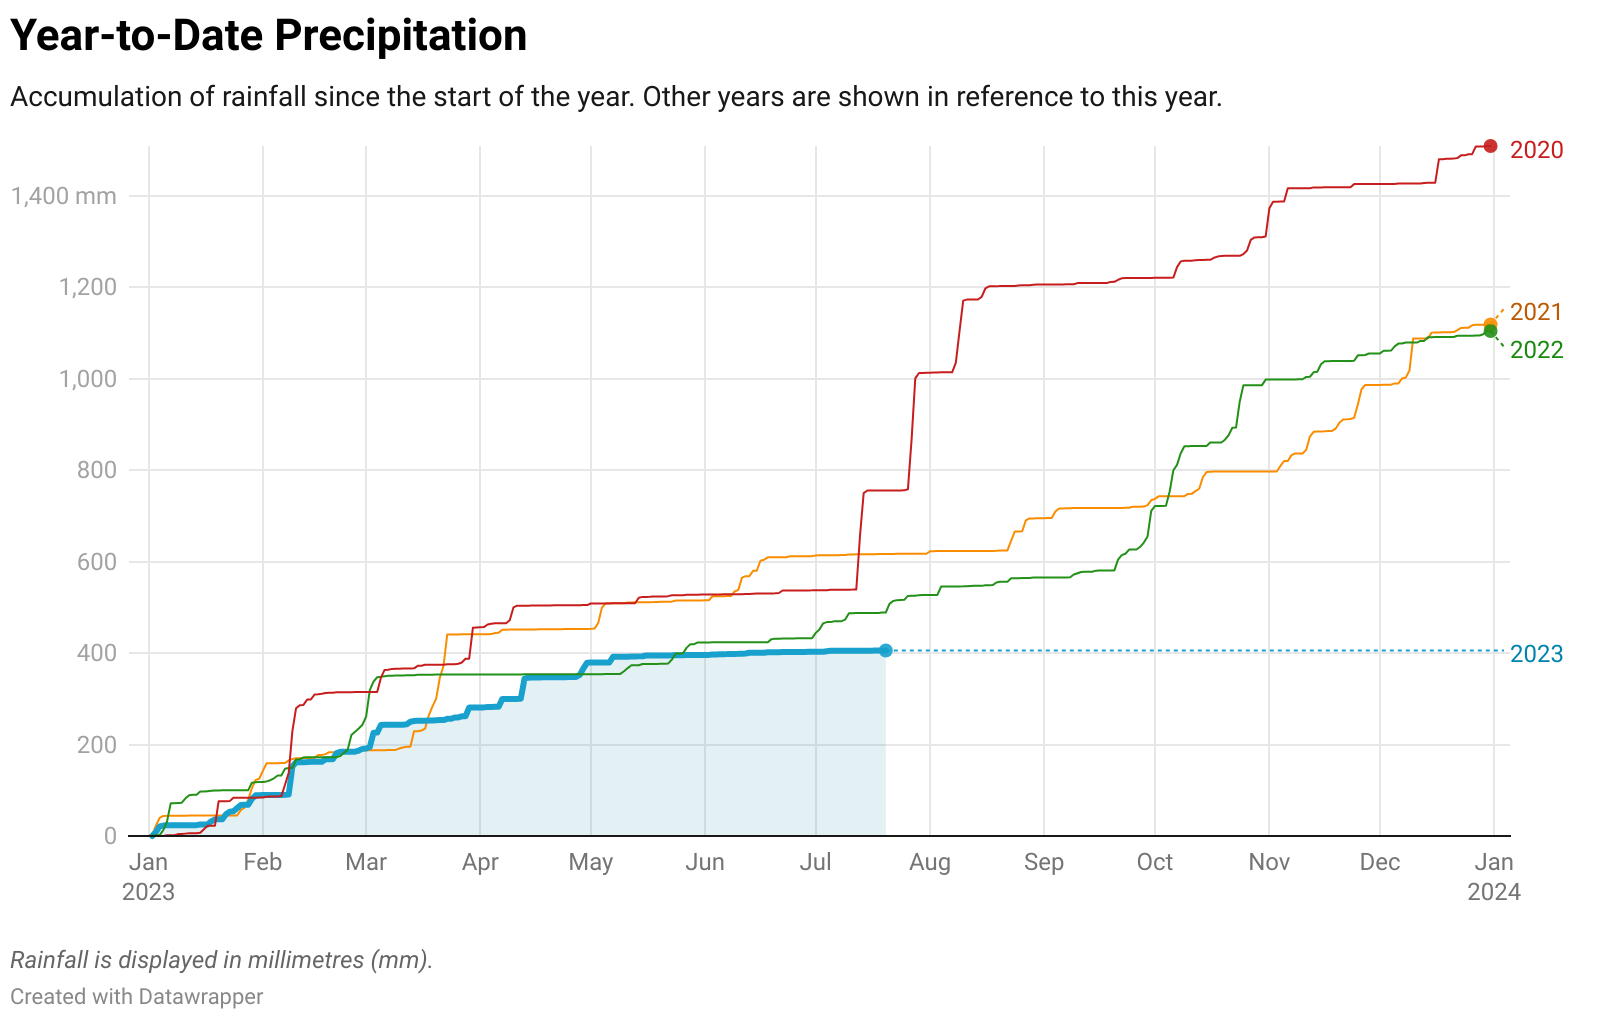 Year-to-Date Precipitation
Accumulation of rainfall since the start of the year. Other years are shown in reference to this year.
2020
1,400 mm
1,200
2021
2022
1,000
800
600
400
2023
200
0
Jan Feb Mar Apr May Jun Jul Aug Sep Oct Nov Dec Jan
2023 2024
Rainfall is displayed in millimetres (mm).
Created with Datawrapper